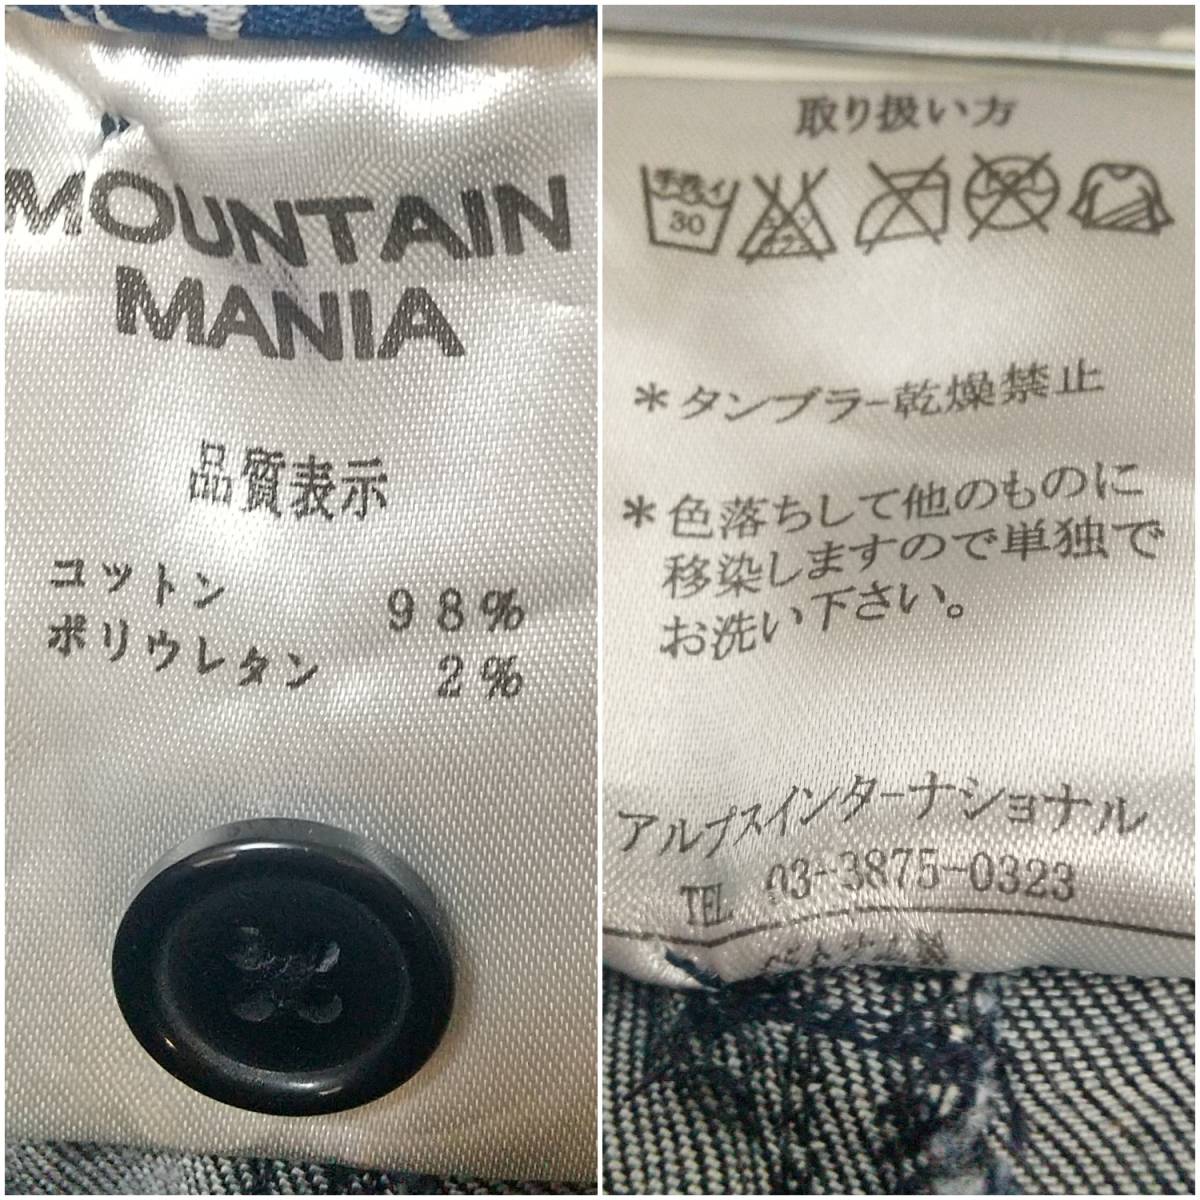 MOUNTAIN
MANIA
品質表示
コットン 98%
ポリウレタン 2%
取り扱い方
手洗イ
30
＊タンブラー乾燥禁止
＊色落ちして他のものに
移染しますので単独で
お洗い下さい。
アルプスインターナショナル
TEL 03-3875-0323